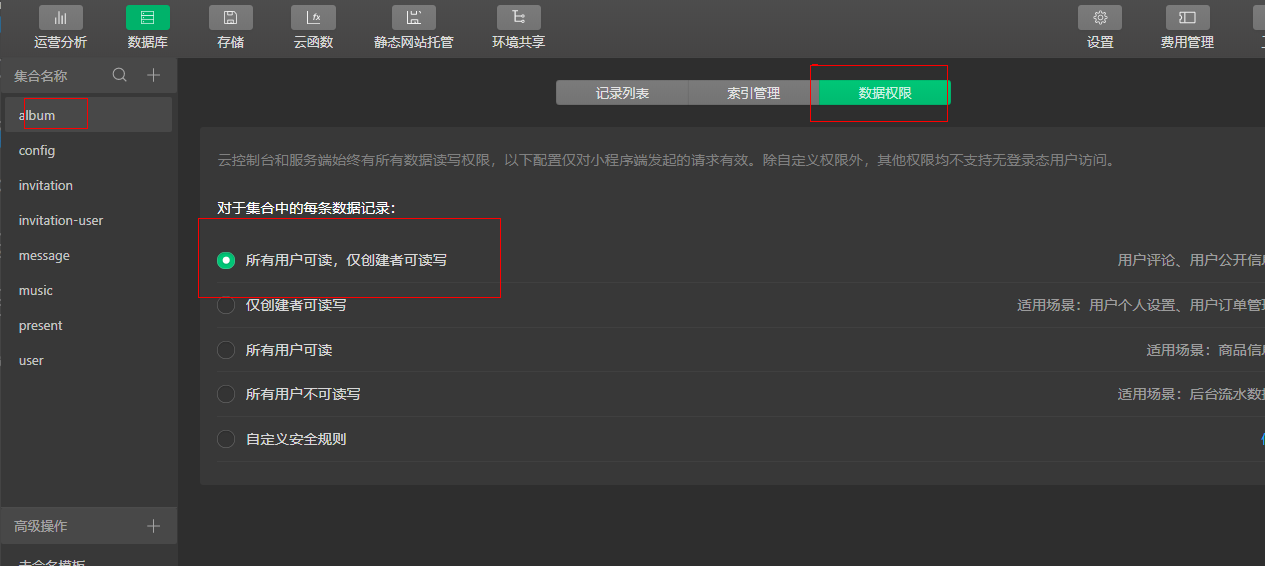 运营分析 数据库 存储 云函数 静态网站托管 环境共享 设置 费用管理
集合名称
album
config
invitation
invitation-user
message
music
present
user
高级操作
未命名模板
记录列表 索引管理 数据权限
云控制台和服务端始终有所有数据读写权限，以下配置仅对小程序端发起的请求有效。除自定义权限外，其他权限均不支持无登录态用户访问。
对于集合中的每条数据记录：
所有用户可读，仅创建者可读写 用户评论、用户公开信息
仅创建者可读写 适用场景：用户个人设置、用户订单管理
所有用户可读 适用场景：商品信息
所有用户不可读写 适用场景：后台流水数据
自定义安全规则